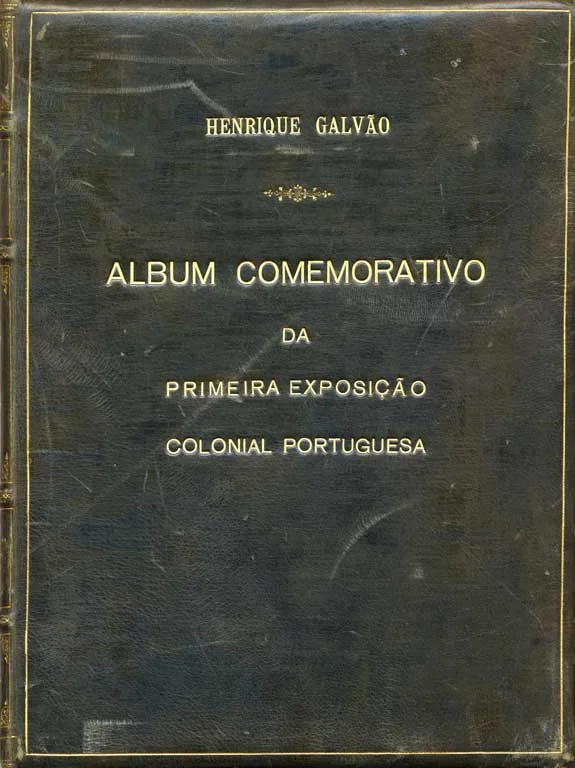 HENRIQUE GALVÃO
ALBUM COMEMORATIVO
DA
PRIMEIRA EXPOSIÇÃO
COLONIAL PORTUGUESA